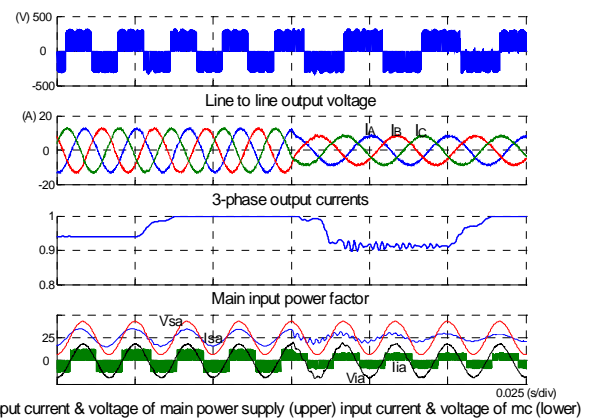 (V) 500
0
-500
Line to line output voltage
(A) 20
0
-20
IA IB IC
3-phase output currents
1
0.9
0.8
Main input power factor
25
0
Vsa
Isa
Via
Iia
0.025 (s/div)
put current & voltage of main power supply (upper) input current & voltage of mc (lower)